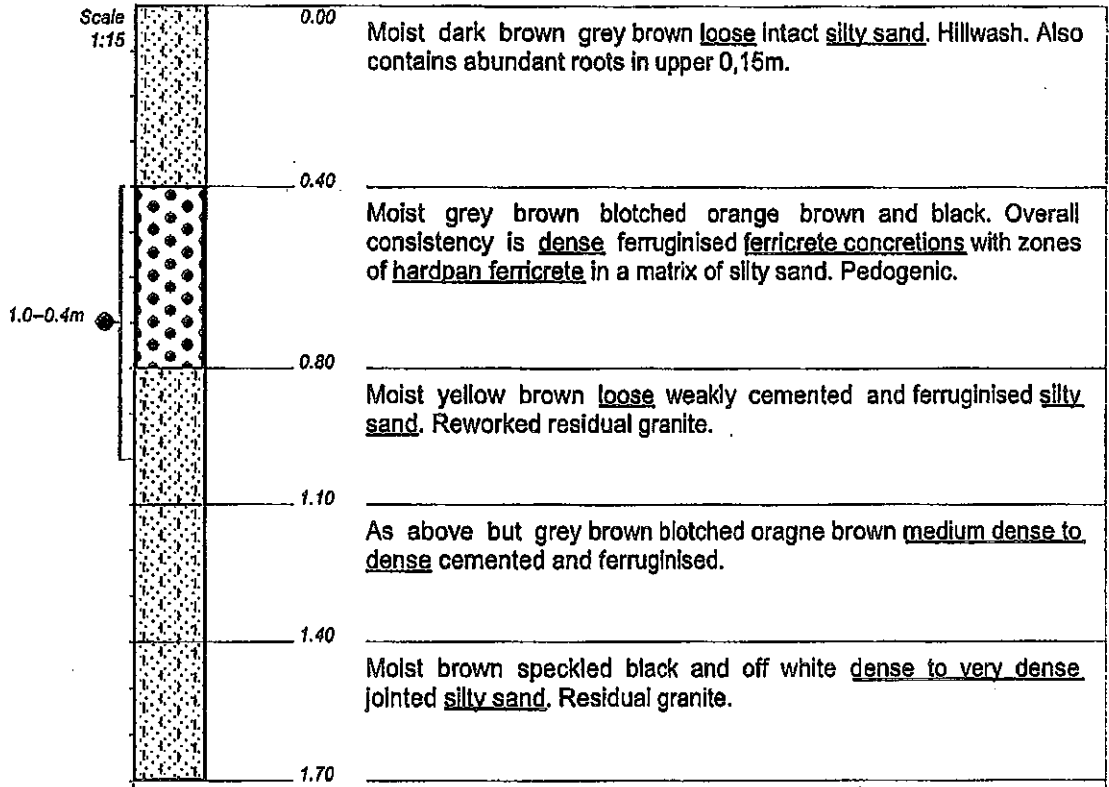 Scale
1:15
0.00
Moist dark brown grey brown loose intact silty sand. Hillwash. Also
contains abundant roots in upper 0,15m.
0.40
Moist grey brown blotched orange brown and black. Overall
consistency is dense ferruginised ferricrete concretions with zones
of hardpan ferricrete in a matrix of silty sand. Pedogenic.
1.0–0.4m
0.80
Moist yellow brown loose weakly cemented and ferruginised silty
sand. Reworked residual granite.
1.10
As above but grey brown blotched oragne brown medium dense to
dense cemented and ferruginised.
1.40
Moist brown speckled black and off white dense to very dense
jointed silty sand. Residual granite.
1.70